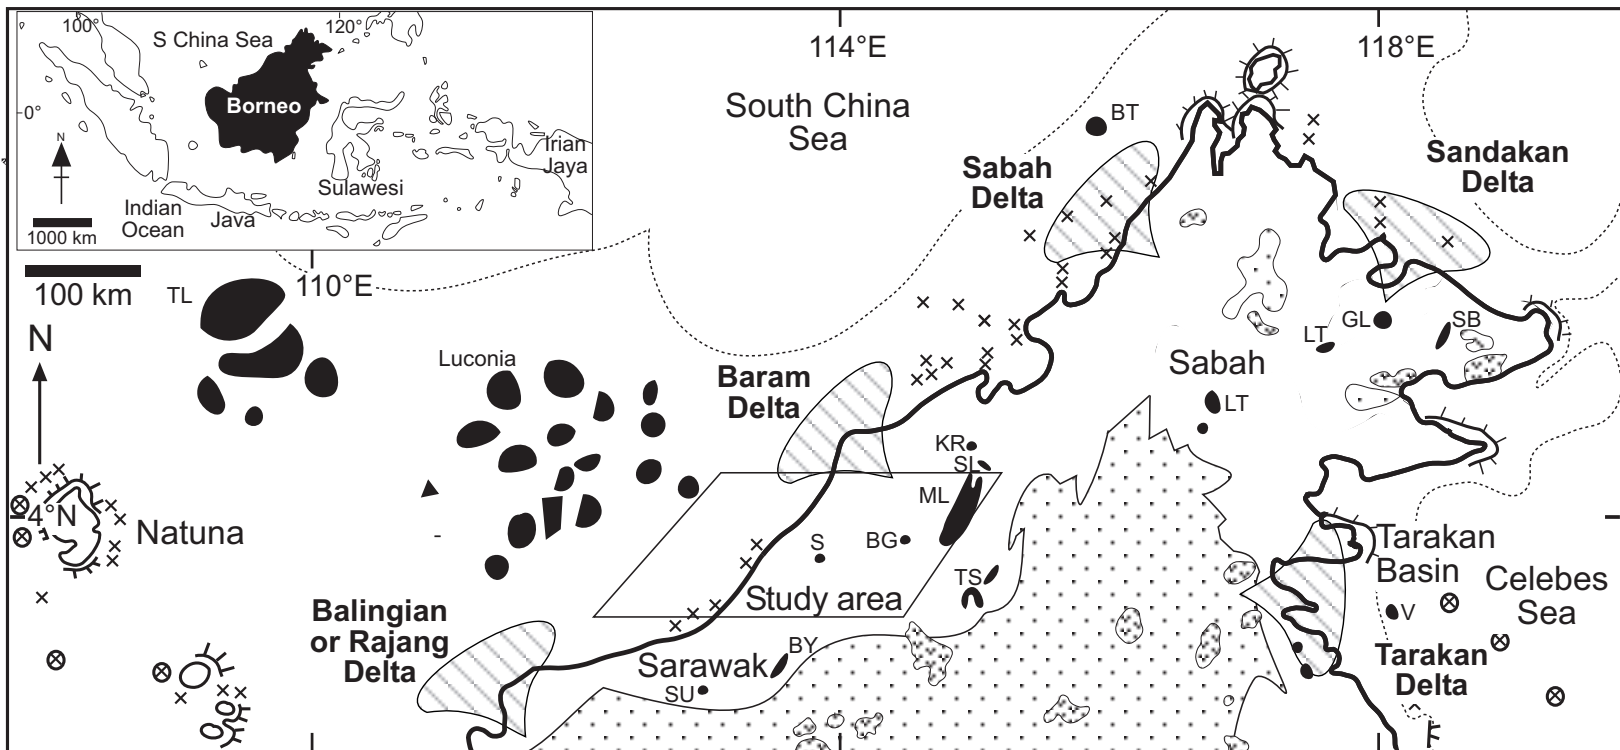 100°
120°
S China Sea
Borneo
0°
N
Irian
Jaya
Sulawesi
Indian
Ocean
Java
1000 km
114°E
118°E
South China
Sea
BT
Sabah
Delta
Sandakan
Delta
100 km
110°E
TL
N
Luconia
Baram
Delta
GL
SB
LT
Sabah
LT
KR
SL
ML
4°N
Natuna
S
BG
TS
Study area
Tarakan
Basin
Celebes
Sea
V
Balingian
or Rajang
Delta
BY
Sarawak
SU
Tarakan
Delta